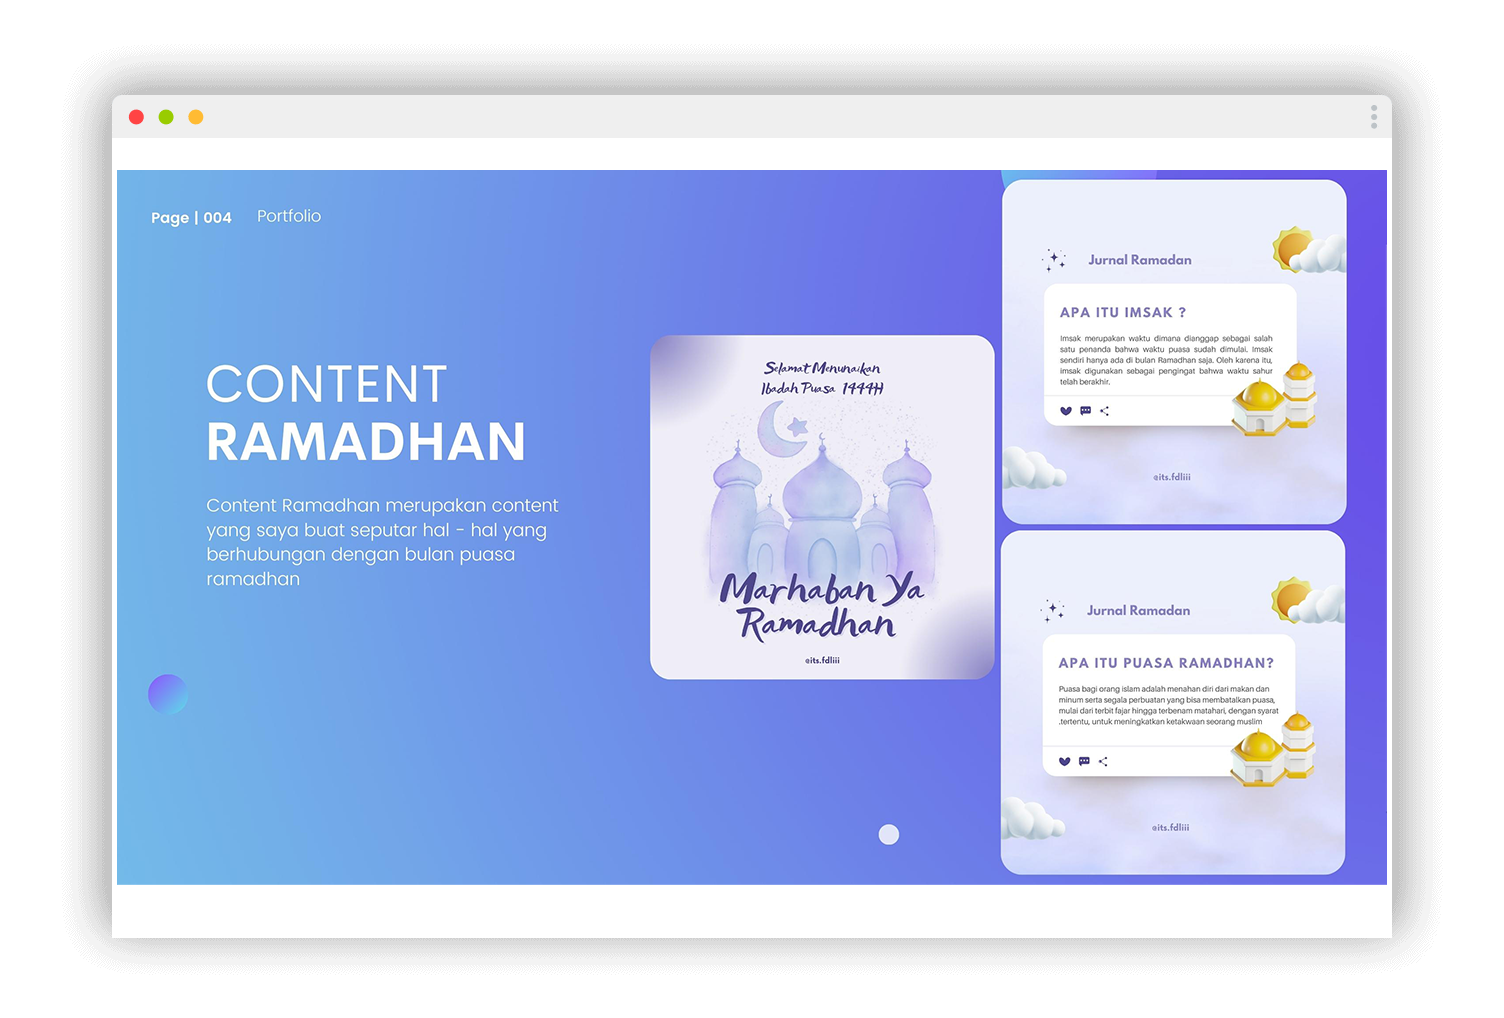 Page | 004 Portfolio
CONTENT
RAMADHAN
Content Ramadhan merupakan content
yang saya buat seputar hal - hal yang
berhubungan dengan bulan puasa
ramadhan
Selamat Menunaikan
Ibadah Puasa 1444H
Marhaban Ya
Ramadhan
@its.fdliii
Jurnal Ramadan
APA ITU IMSAK ?
Imsak merupakan waktu dimana dianggap sebagai salah
satu penanda bahwa waktu puasa sudah dimulai. Imsak
sendiri hanya ada di bulan Ramadhan saja. Oleh karena itu,
imsak digunakan sebagai pengingat bahwa waktu sahur
telah berakhir.
@its.fdliii
Jurnal Ramadan
APA ITU PUASA RAMADHAN?
Puasa bagi orang islam adalah menahan diri dari makan dan
minum serta segala perbuatan yang bisa membatalkan puasa,
mulai dari terbit fajar hingga terbenam matahari, dengan syarat
.tertentu, untuk meningkatkan ketakwaan seorang muslim
@its.fdliii